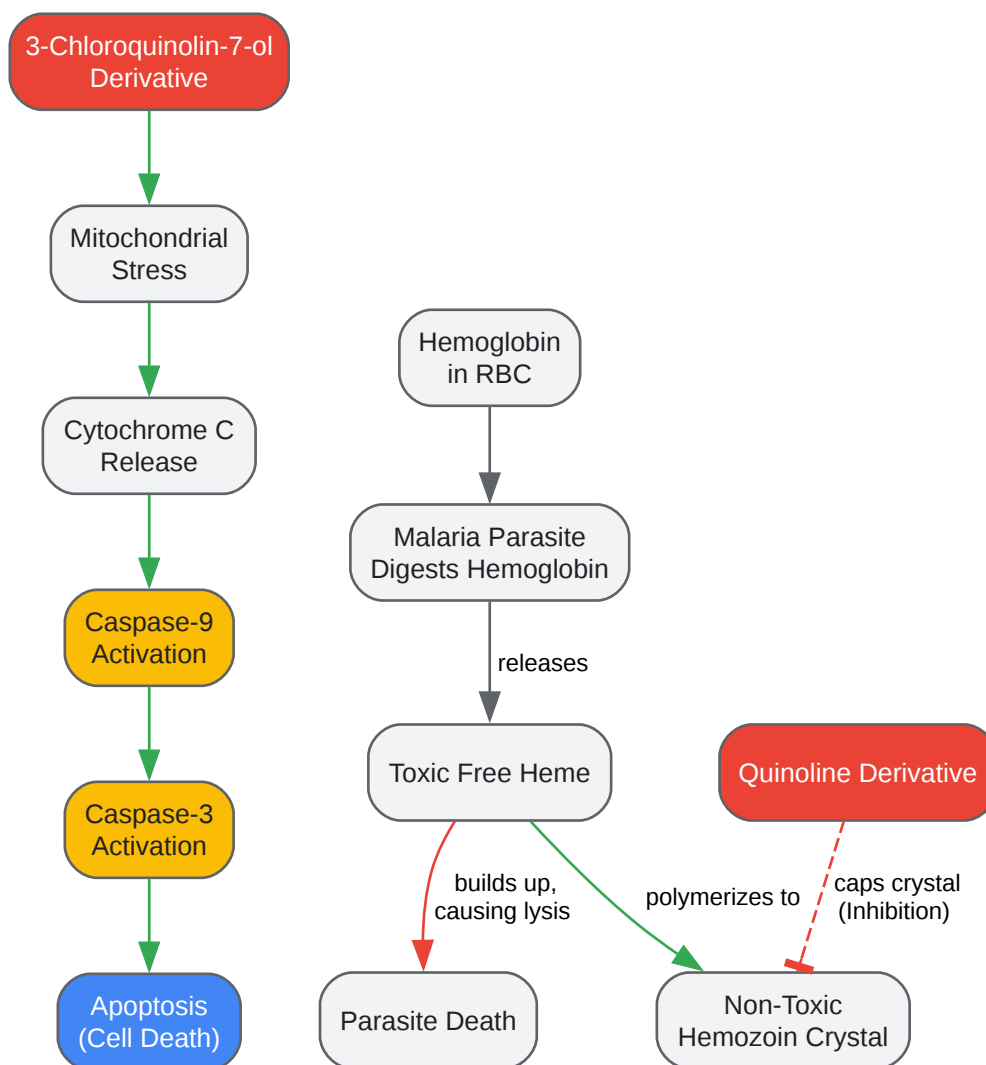 3-Chloroquinolin-7-ol
Derivative
Mitochondrial
Stress
Cytochrome C
Release
Caspase-9
Activation
Caspase-3
Activation
Apoptosis
(Cell Death)
Hemoglobin
in RBC
Malaria Parasite
Digests Hemoglobin
releases
Toxic Free Heme
builds up,
causing lysis
Parasite Death
polymerizes to
Quinoline Derivative
caps crystal
(Inhibition)
Non-Toxic
Hemozoin Crystal